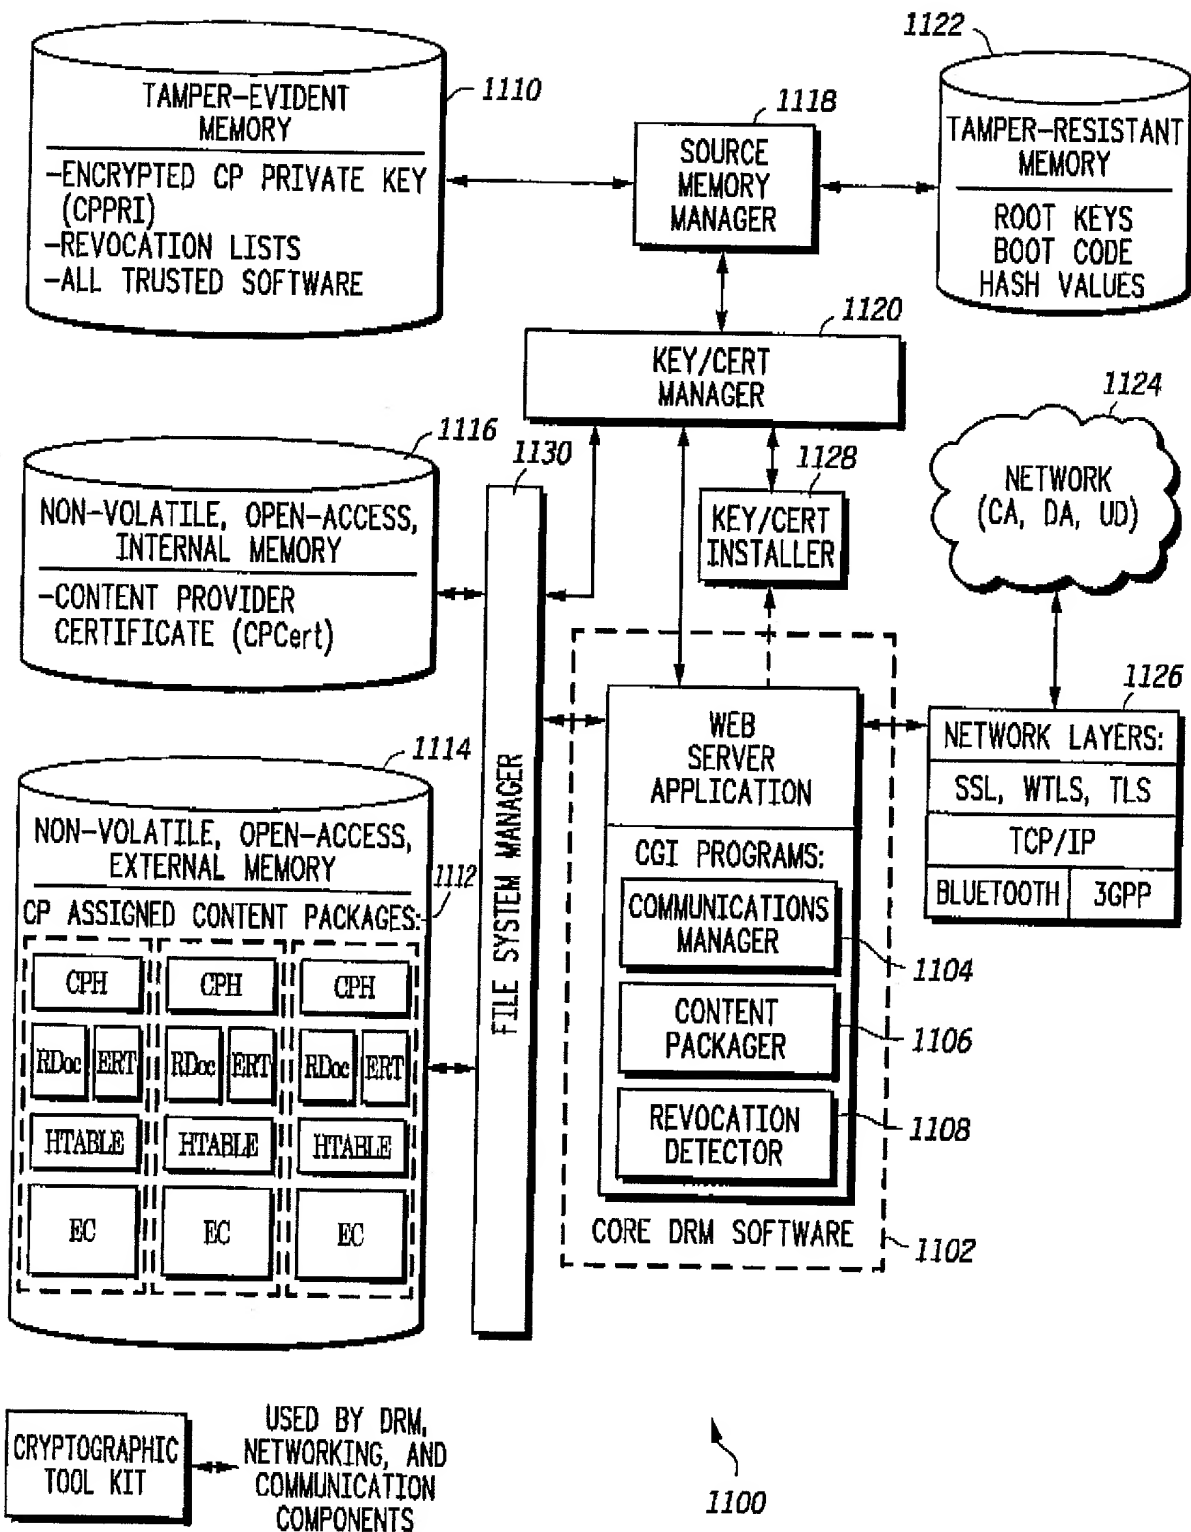 1122
TAMPER-EVIDENT
MEMORY
-ENCRYPTED CP PRIVATE KEY
(CPPRI)
-REVOCATION LISTS
-ALL TRUSTED SOFTWARE
1110
1118
SOURCE
MEMORY
MANAGER
TAMPER-RESISTANT
MEMORY
ROOT KEYS
BOOT CODE
HASH VALUES
1120
KEY/CERT
MANAGER
1124
NETWORK
(CA, DA, UD)
1116
NON-VOLATILE, OPEN-ACCESS,
INTERNAL MEMORY
-CONTENT PROVIDER
CERTIFICATE (CPCert)
1130
FILE SYSTEM MANAGER
1128
KEY/CERT
INSTALLER
1126
NETWORK LAYERS:
SSL, WTLS, TLS
TCP/IP
BLUETOOTH
3GPP
WEB
SERVER
APPLICATION
CGI PROGRAMS:
COMMUNICATIONS
MANAGER
1104
CONTENT
PACKAGER
1106
REVOCATION
DETECTOR
1108
CORE DRM SOFTWARE
1102
1114
NON-VOLATILE, OPEN-ACCESS,
EXTERNAL MEMORY
1112
CP ASSIGNED CONTENT PACKAGES:
CPH CPH CPH
RDoc ERT RDoc ERT RDoc ERT
HTABLE HTABLE HTABLE
EC EC EC
CRYPTOGRAPHIC
TOOL KIT
USED BY DRM,
NETWORKING, AND
COMMUNICATION
COMPONENTS
1100